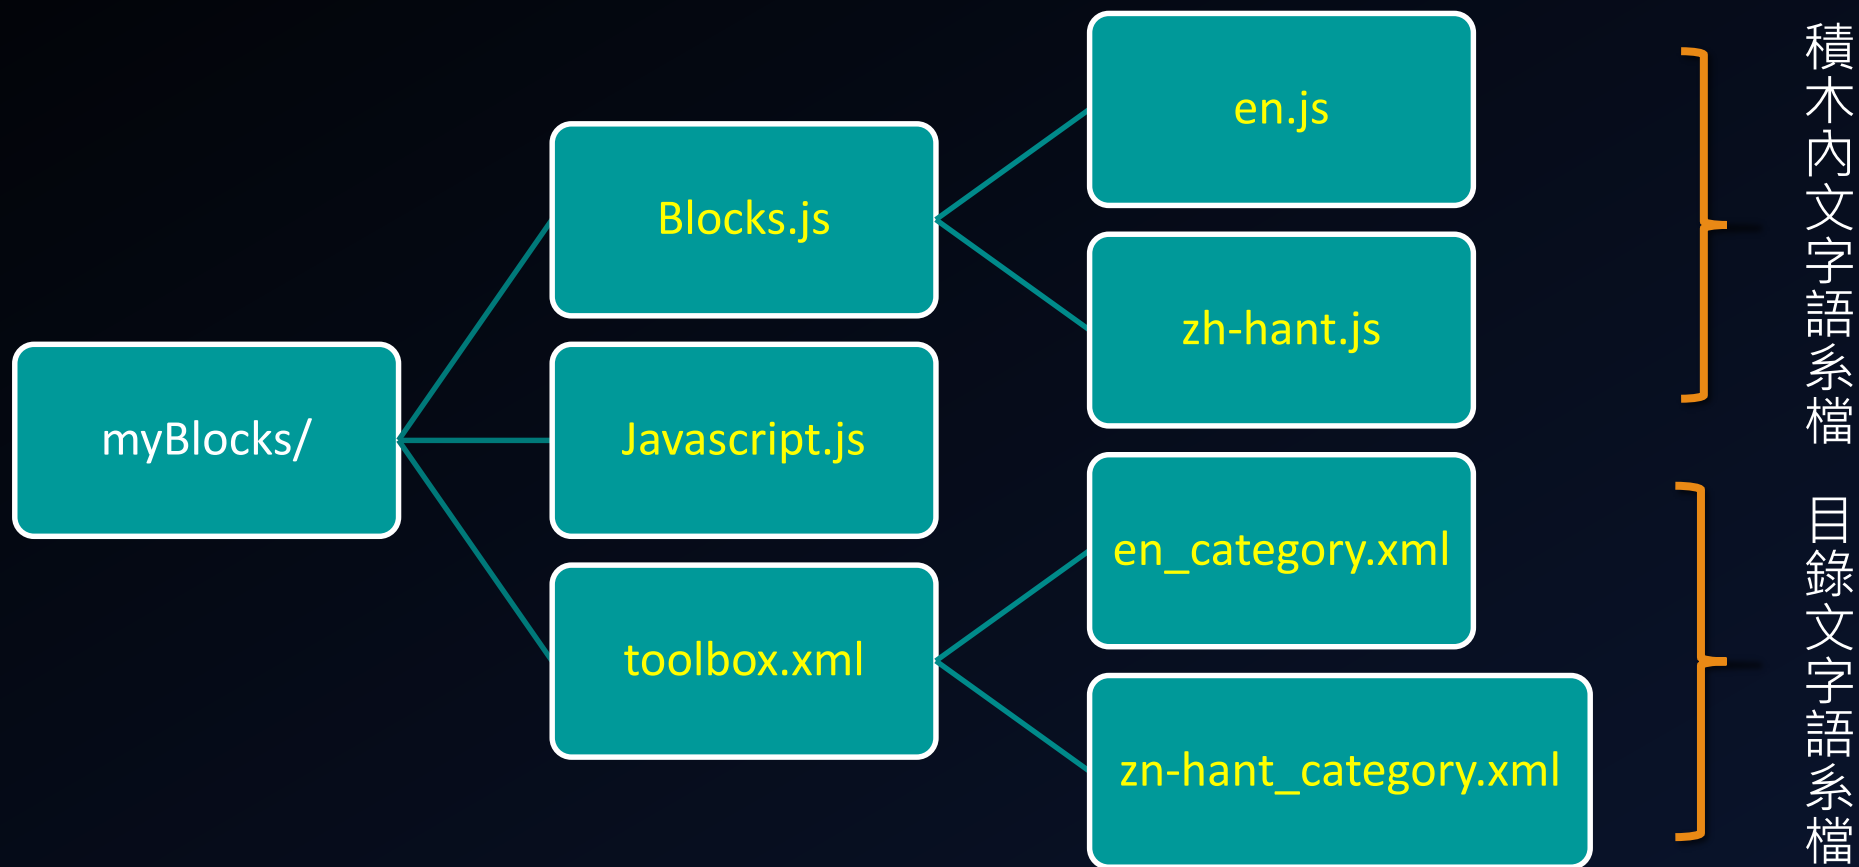 myBlocks/
Blocks.js
Javascript.js
toolbox.xml
en.js
zh-hant.js
en_category.xml
zn-hant_category.xml
積木內文字語系檔
目錄文字語系檔